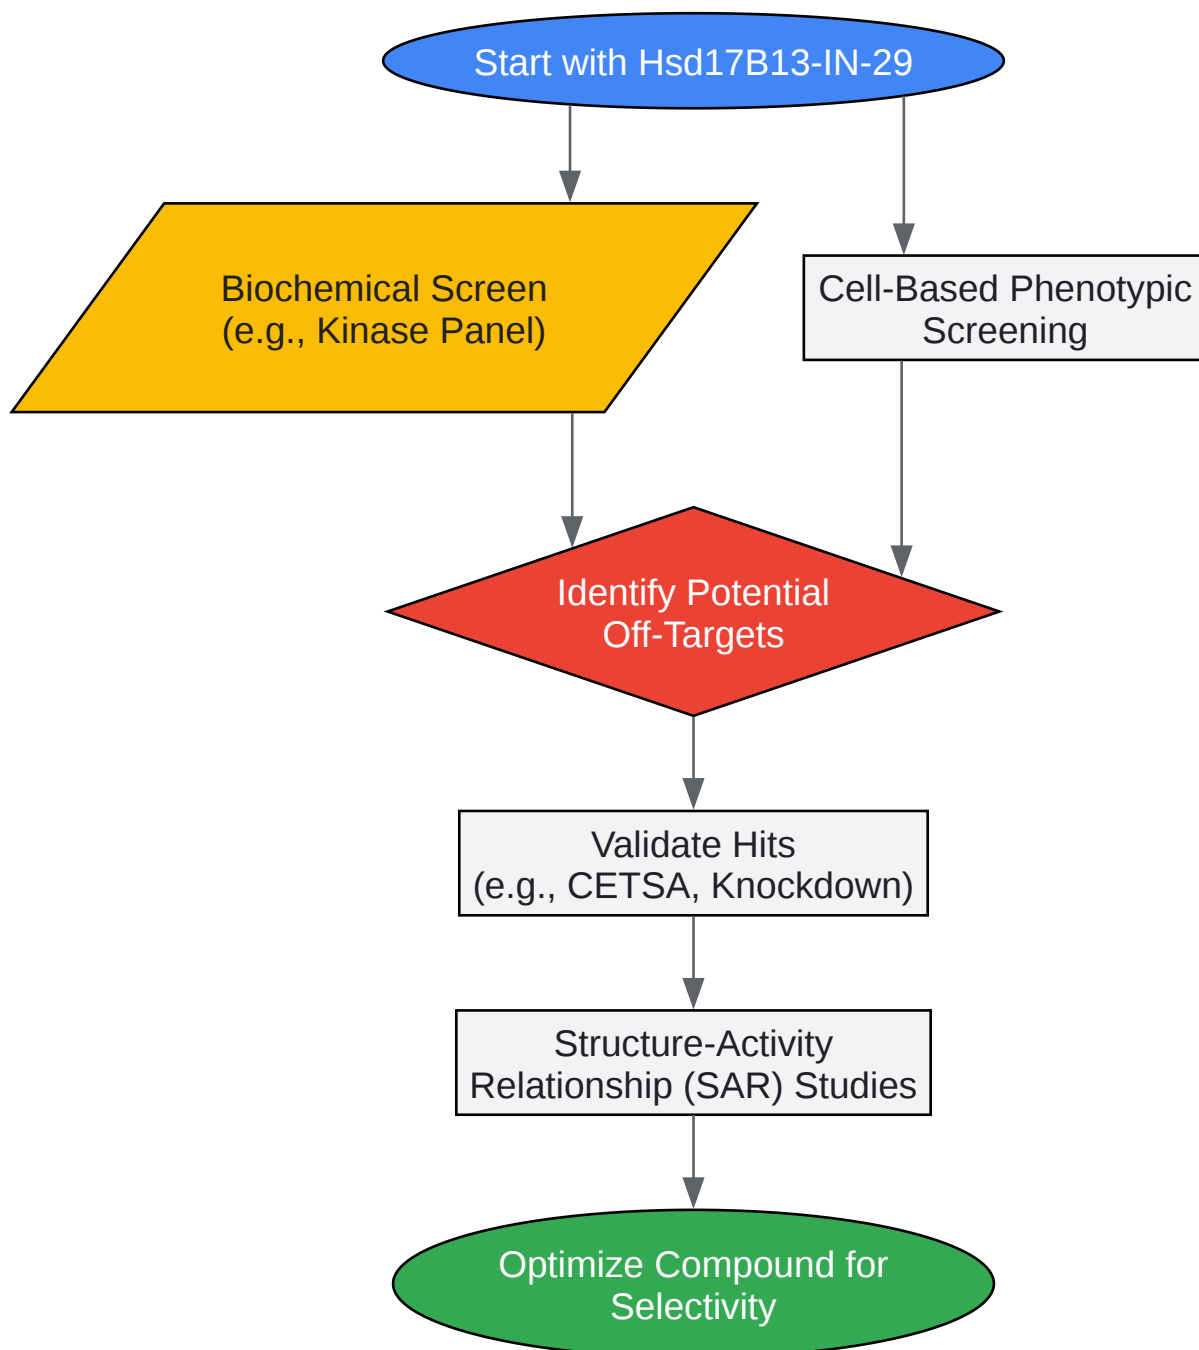 Start with Hsd17B13-IN-29
Biochemical Screen
(e.g., Kinase Panel)
Cell-Based Phenotypic
Screening
Identify Potential
Off-Targets
Validate Hits
(e.g., CETSA, Knockdown)
Structure-Activity
Relationship (SAR) Studies
Optimize Compound for
Selectivity